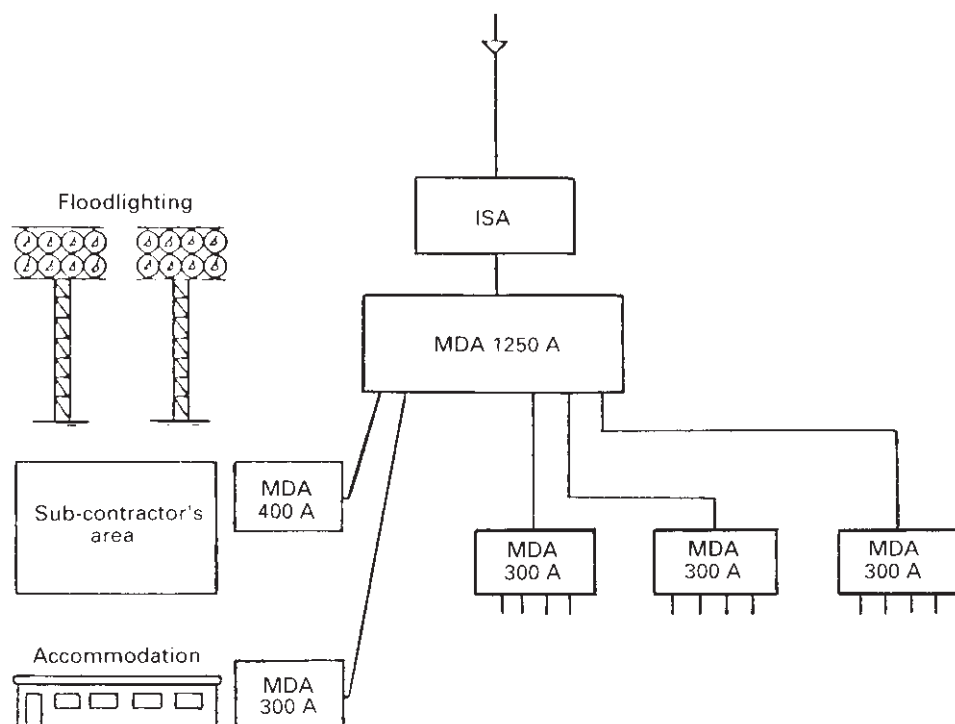 Floodlighting
ISA
MDA 1250 A
Sub-contractor's
area
MDA
400 A
MDA
300 A
MDA
300 A
MDA
300 A
Accommodation
MDA
300 A